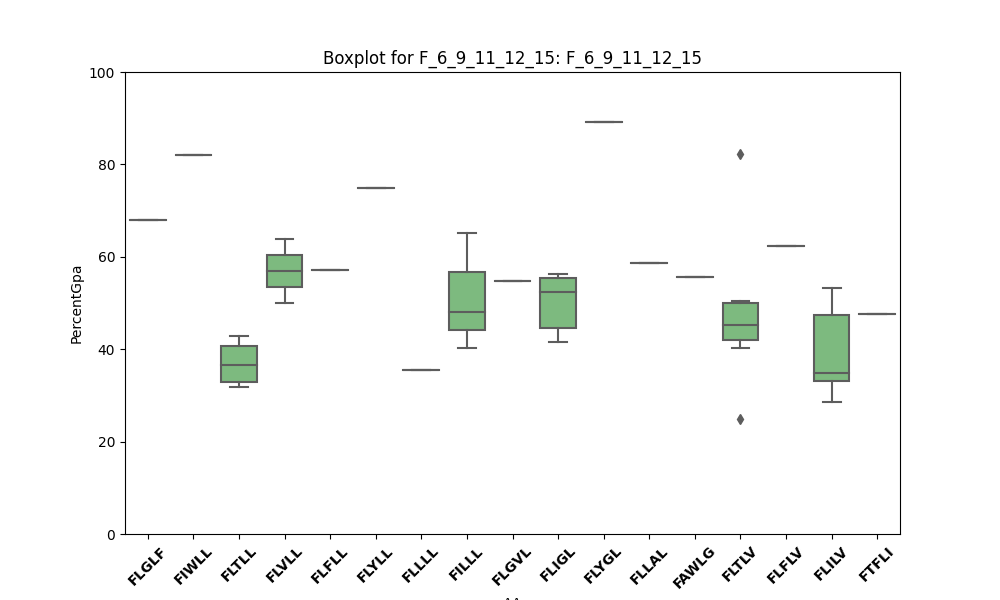 Boxplot for F_6_9_11_12_15: F_6_9_11_12_15
100
80
60
40
20
0
PercentGpa
FLGLF
FIWLL
FLTLL
FLVLL
FLFLL
FLYLL
FLLLL
FILLL
FLGVL
FLIGL
FLYGL
FLLAL
FAWLG
FLTLV
FLFLV
FLILV
FTFLI